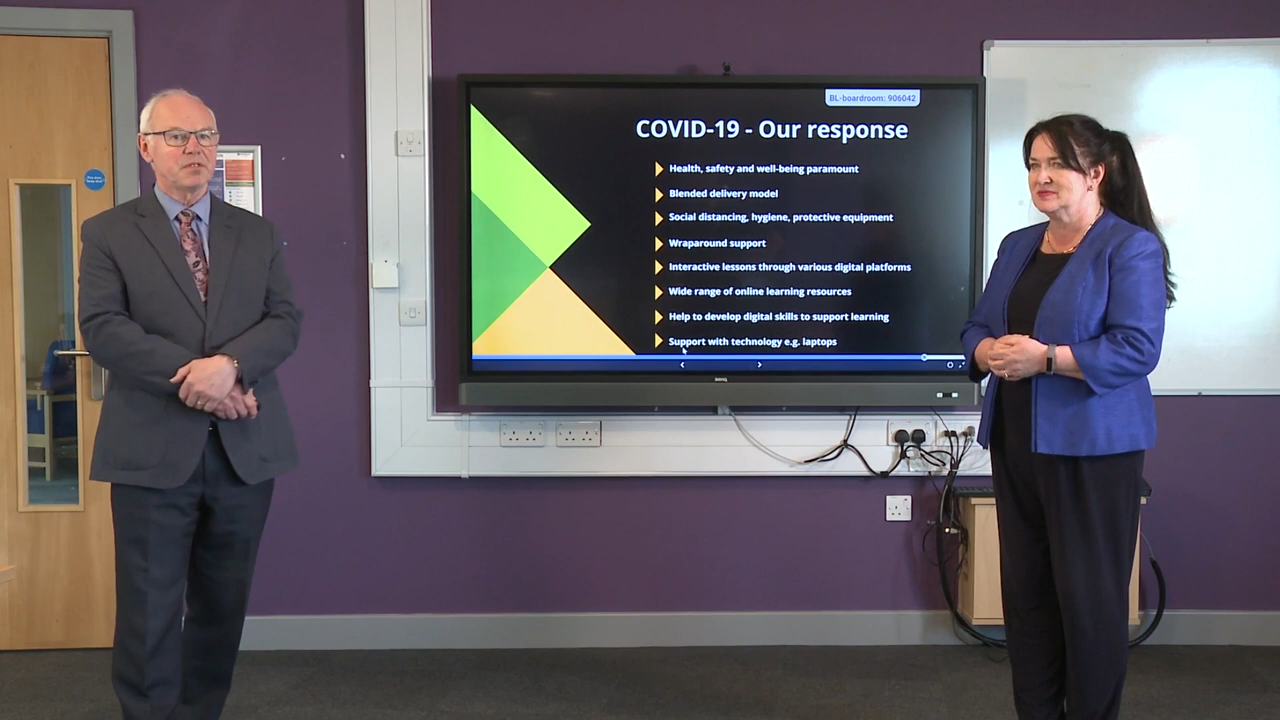 BL-boardroom: 906042
COVID-19 - Our response
Health, safety and well-being paramount
Blended delivery model
Social distancing, hygiene, protective equipment
Wraparound support
Interactive lessons through various digital platforms
Wide range of online learning resources
Help to develop digital skills to support learning
Support with technology e.g. laptops
BenQ